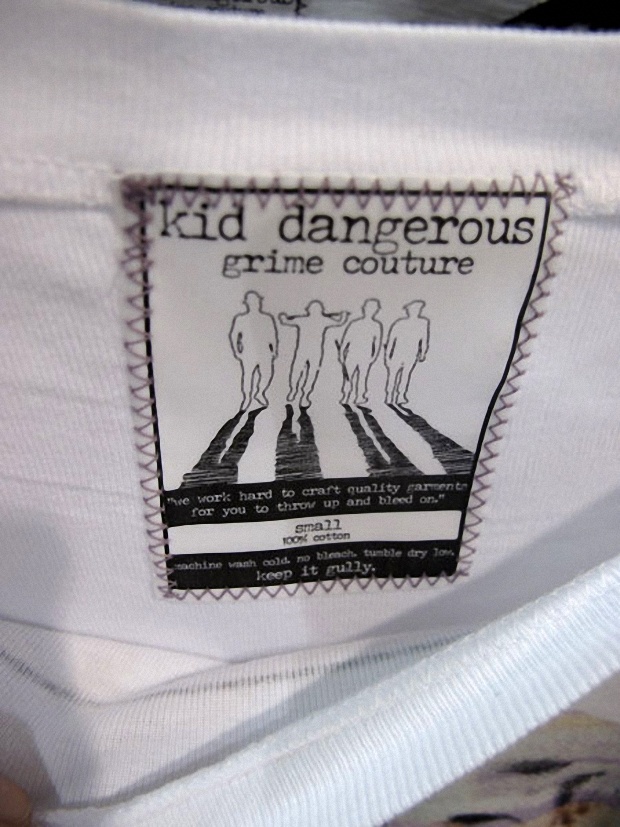 kid dangerous
grime couture
"we work hard to craft quality garments
for you to throw up and bleed on."
small
100% cotton
machine wash cold. no bleach. tumble dry low.
keep it gully.